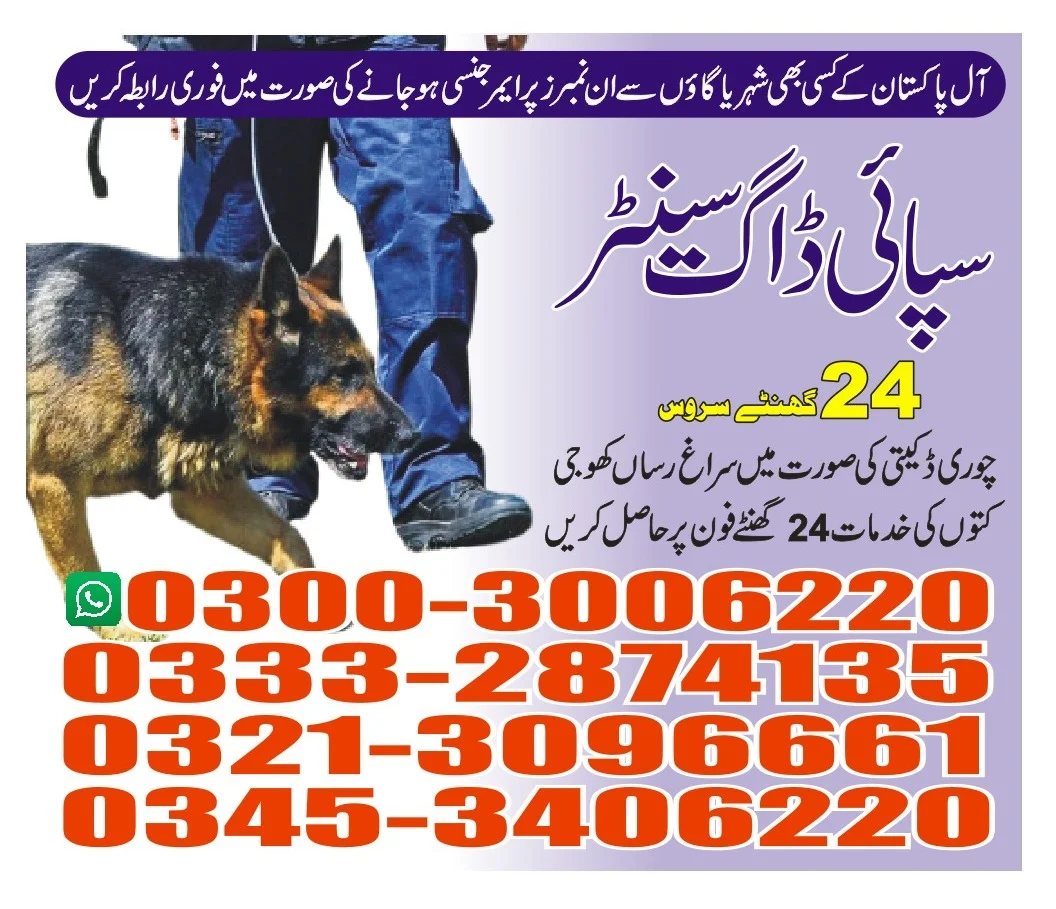 آل پاکستان کے کسی بھی شہر یا گاؤں سے ان نمبرز پر ایمرجنسی ہو جانے کی صورت میں فوری رابطہ کریں
سپائی ڈاگ سینٹر
24 گھنٹے سروس
چوری ڈکیتی کی صورت میں سراغ رساں کھوجی
کتوں کی خدمات 24 گھنٹے فون پر حاصل کریں
0300-3006220
0333-2874135
0321-3096661
0345-3406220